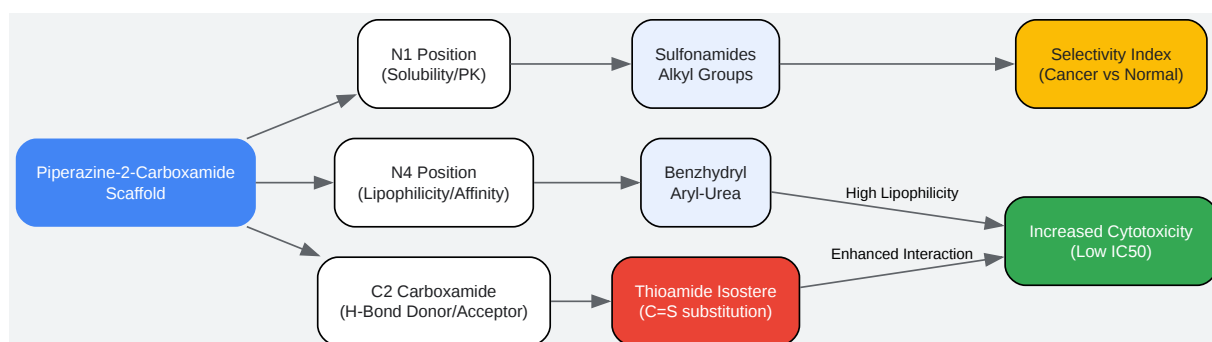 N1 Position
(Solubility/PK)
Sulfonamides
Alkyl Groups
Selectivity Index
(Cancer vs Normal)
Piperazine-2-Carboxamide
Scaffold
N4 Position
(Lipophilicity/Affinity)
Benzhydryl
Aryl-Urea
High Lipophilicity
Increased Cytotoxicity
(Low IC50)
Enhanced Interaction
C2 Carboxamide
(H-Bond Donor/Acceptor)
Thioamide Isostere
(C=S substitution)